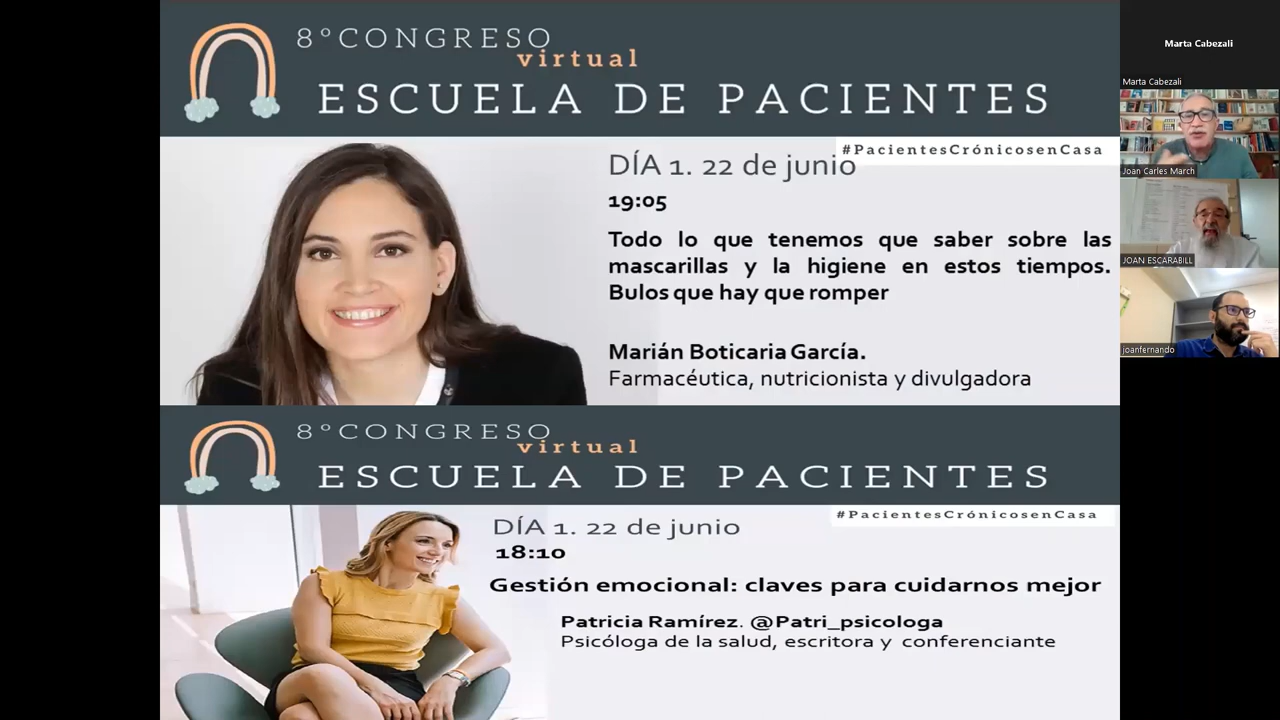 8ºCONGRESO
virtual
ESCUELA DE PACIENTES
#PacientesCrónicosenCasa
DÍA 1. 22 de junio
19:05
Todo lo que tenemos que saber sobre las
mascarillas y la higiene en estos tiempos.
Bulos que hay que romper
Marián Boticaria García.
Farmacéutica, nutricionista y divulgadora
8ºCONGRESO
virtual
ESCUELA DE PACIENTES
#PacientesCrónicosenCasa
DÍA 1. 22 de junio
18:10
Gestión emocional: claves para cuidarnos mejor
Patricia Ramírez. @Patri_psicologa
Psicóloga de la salud, escritora y conferenciante
Marta Cabezali
Marta Cabezali
Joan Carles March
JOAN ESCARABILL
joanfernando